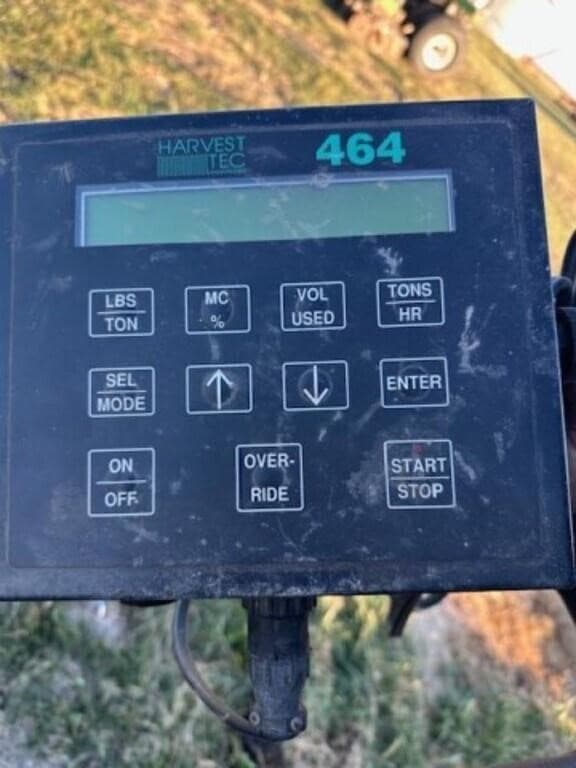 HARVEST
TEC
464
LBS
TON
MC
%
VOL
USED
TONS
HR
SEL
MODE
↑
↓
ENTER
ON
OFF
OVER-
RIDE
START
STOP